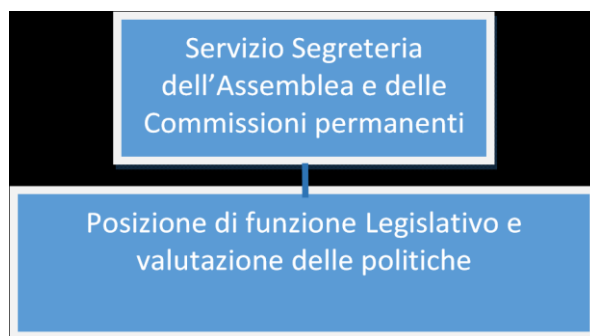 Servizio Segreteria
dell’Assemblea e delle
Commissioni permanenti
Posizione di funzione Legislativo e
valutazione delle politiche